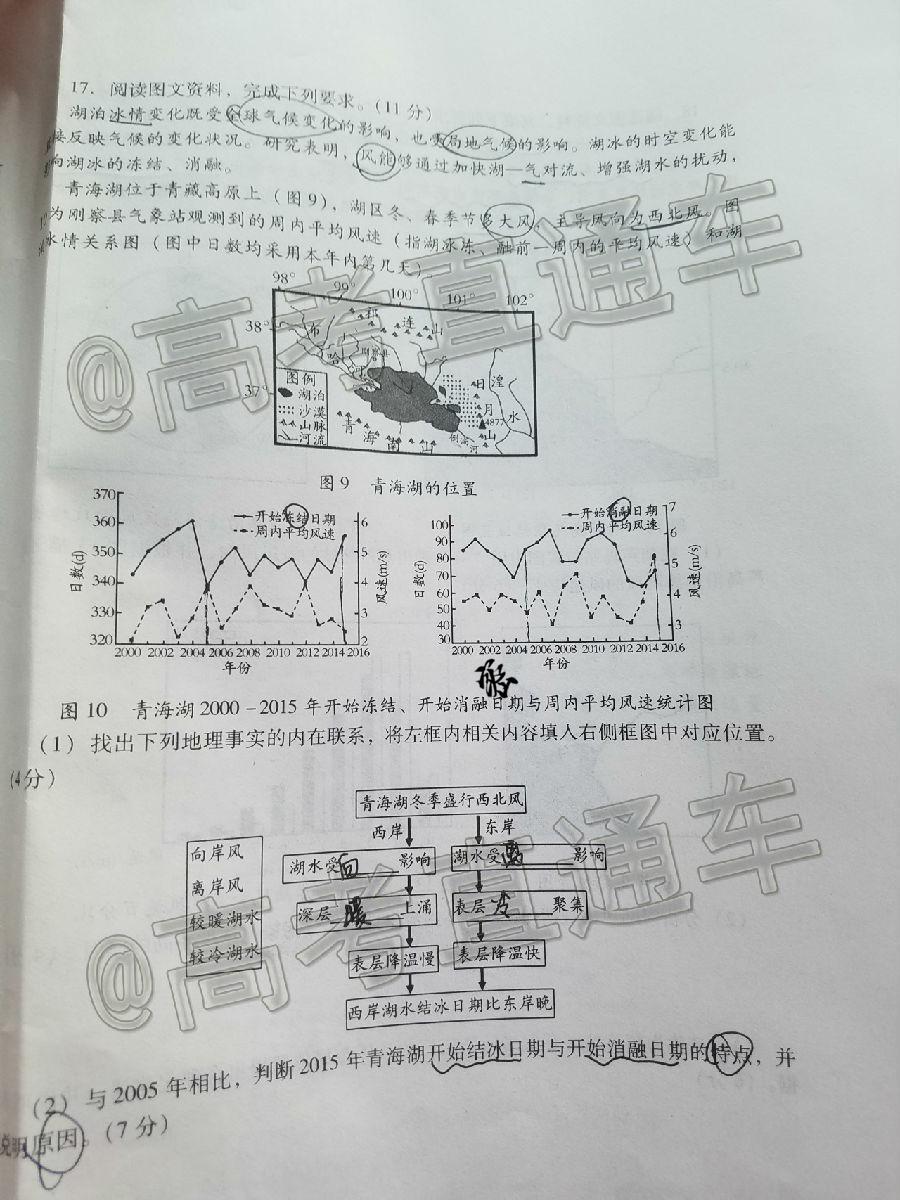 17. 阅读图文资料，完成下列要求。(11分)
湖泊冰情变化既受全球气候变化的影响，也受局地气候的影响。湖冰的时空变化能
接反映气候的变化状况。研究表明，风能够通过加快湖—气对流、增强湖水的扰动，
响湖冰的冻结、消融。
青海湖位于青藏高原上（图9），湖区冬、春季节多大风，主导风向为西北风。图
为刚察县气象站观测到的周内平均风速（指湖冰冻、融前一周内的平均风速）和湖
冰情关系图（图中日数均采用本年内第几天）
98° 99° 100° 101° 102°
38°
37°
祁 连 山
布 哈 河
刚察县
日 月 山
湟 水
4877
倒淌河
青 海 南 山
图例
湖泊
沙漠
山脉
河流
图9 青海湖的位置
370 360 350 340 330 320
日数(d)
开始冻结日期
周内平均风速
6 5 4 3 2
风速(m/s)
2000 2002 2004 2006 2008 2010 2012 2014 2016
年份
100 90 80 70 60 50 40 30
日数(d)
开始消融日期
周内平均风速
7 6 5 4 3
风速(m/s)
2000 2002 2004 2006 2008 2010 2012 2014 2016
年份
图10 青海湖2000-2015年开始冻结、开始消融日期与周内平均风速统计图
(1) 找出下列地理事实的内在联系，将左框内相关内容填入右侧框图中对应位置。
(4分)
青海湖冬季盛行西北风
西岸 东岸
向岸风
离岸风
较暖湖水
较冷湖水
湖水受向影响 湖水受离影响
深层暖上涌 表层冷聚集
表层降温慢 表层降温快
西岸湖水结冰日期比东岸晚
(2) 与2005年相比，判断2015年青海湖开始结冰日期与开始消融日期的特点，并
说明原因。(7分)
@高考直通车
@高考直通车